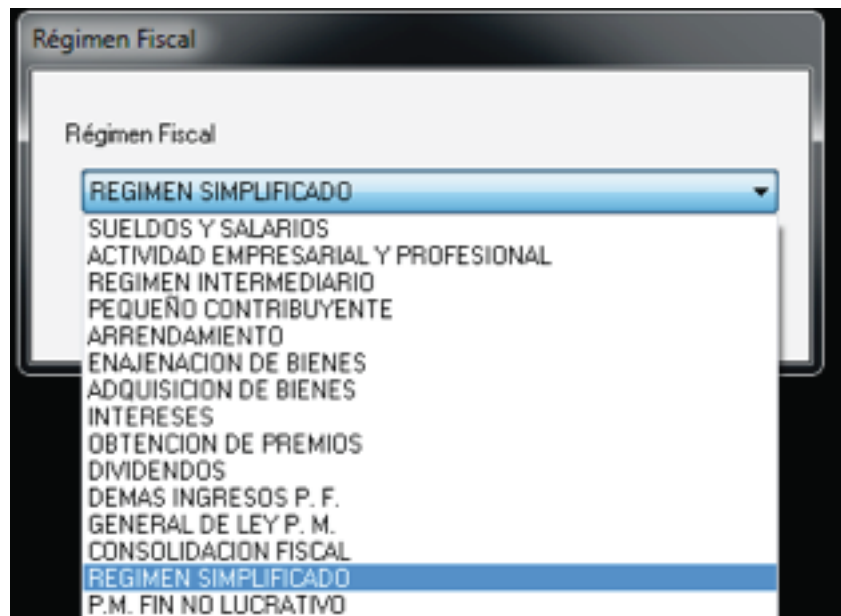 Régimen Fiscal
Régimen Fiscal
REGIMEN SIMPLIFICADO
SUELDOS Y SALARIOS
ACTIVIDAD EMPRESARIAL Y PROFESIONAL
REGIMEN INTERMEDIARIO
PEQUEÑO CONTRIBUYENTE
ARRENDAMIENTO
ENAJENACION DE BIENES
ADQUISICION DE BIENES
INTERESES
OBTENCION DE PREMIOS
DIVIDENDOS
DEMAS INGRESOS P. F.
GENERAL DE LEY P. M.
CONSOLIDACION FISCAL
REGIMEN SIMPLIFICADO
P.M. FIN NO LUCRATIVO